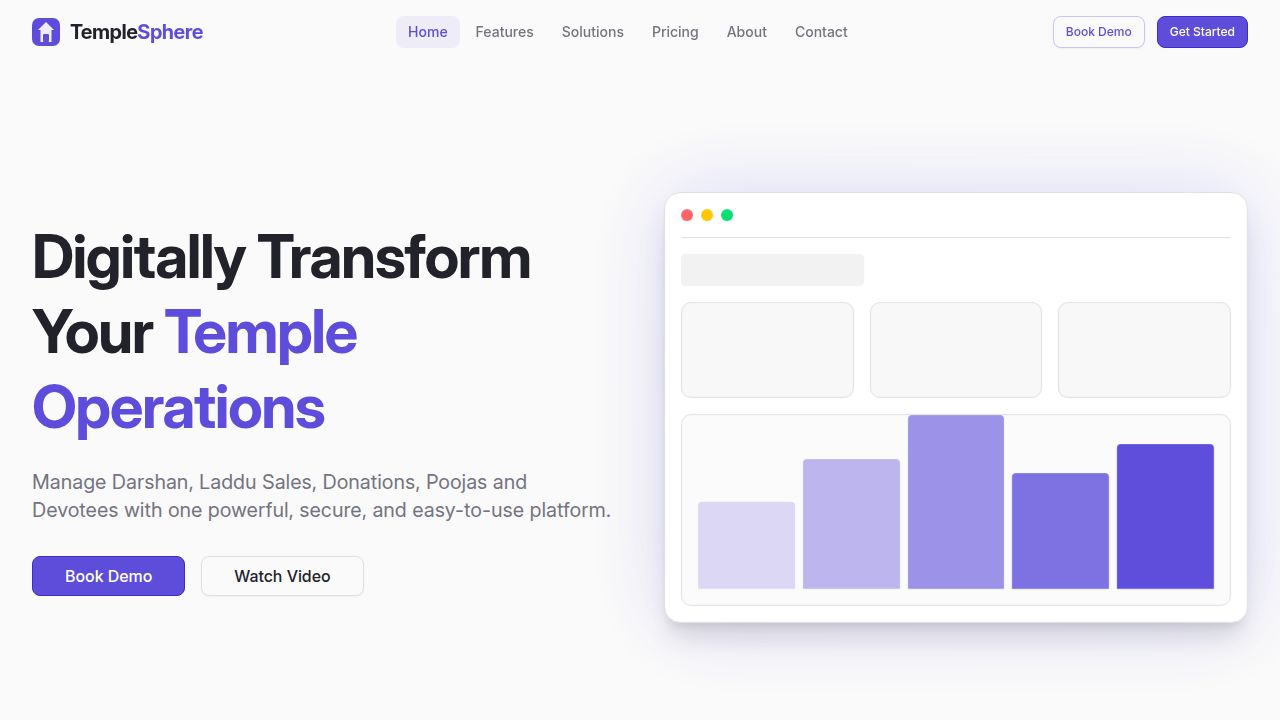 TempleSphere
Home Features Solutions Pricing About Contact
Book Demo Get Started
Digitally Transform
Your Temple
Operations
Manage Darshan, Laddu Sales, Donations, Poojas and
Devotees with one powerful, secure, and easy-to-use platform.
Book Demo Watch Video